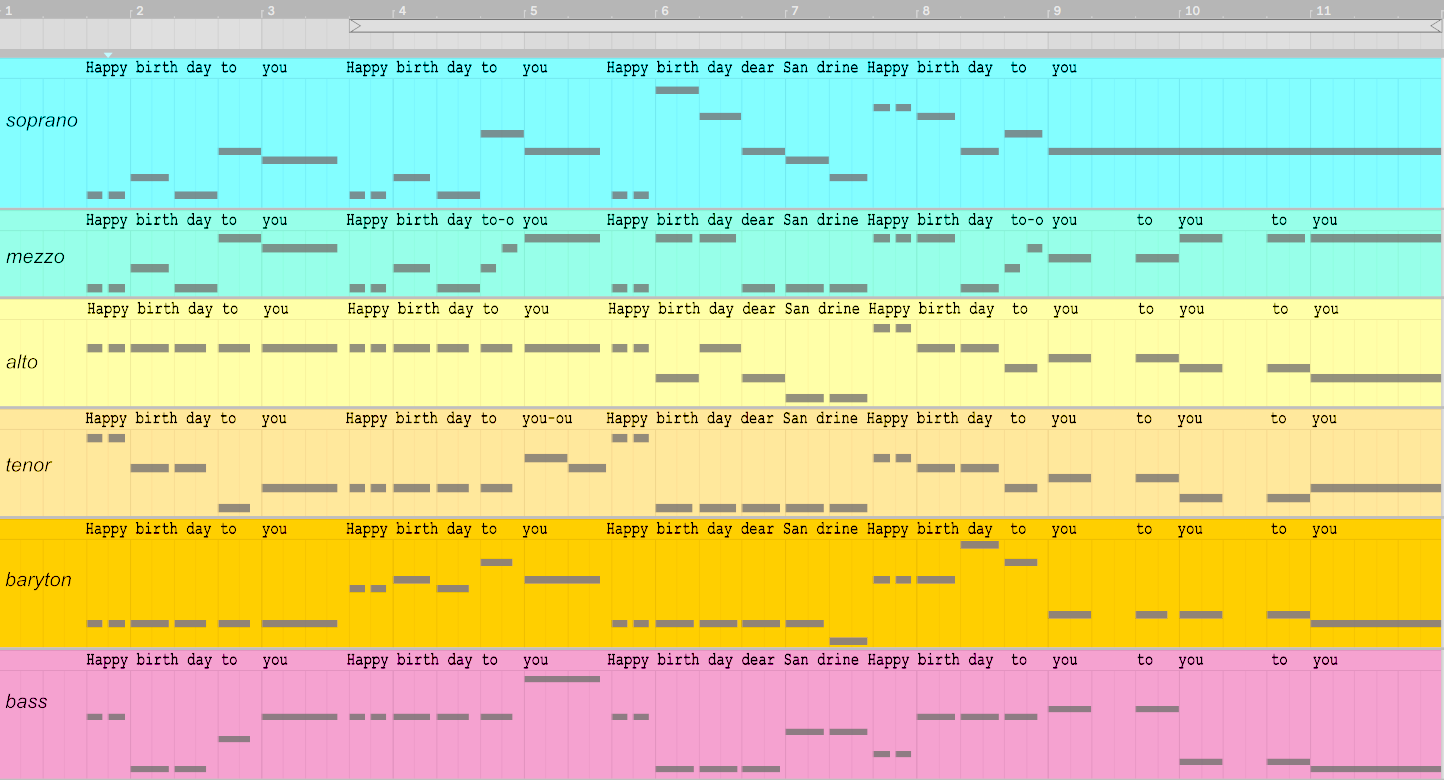 1 2 3 4 5 6 7 8 9 10 11
Happy birth day to you Happy birth day to you Happy birth day dear San drine Happy birth day to you
soprano
Happy birth day to you Happy birth day to-o you Happy birth day dear San drine Happy birth day to-o you to you to you
mezzo
Happy birth day to you Happy birth day to you Happy birth day dear San drine Happy birth day to you to you to you
alto
Happy birth day to you Happy birth day to you-ou Happy birth day dear San drine Happy birth day to you to you to you
tenor
Happy birth day to you Happy birth day to you Happy birth day dear San drine Happy birth day to you to you to you
baryton
Happy birth day to you Happy birth day to you Happy birth day dear San drine Happy birth day to you to you to you
bass